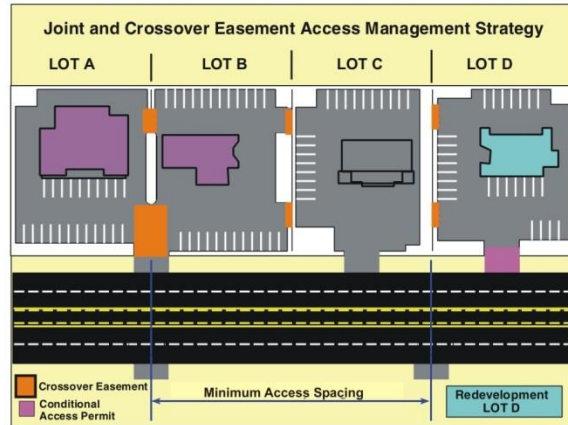 Joint and Crossover Easement Access Management Strategy
LOT A LOT B LOT C LOT D
Crossover Easement
Conditional
Access Permit
Minimum Access Spacing
Redevelopment
LOT D